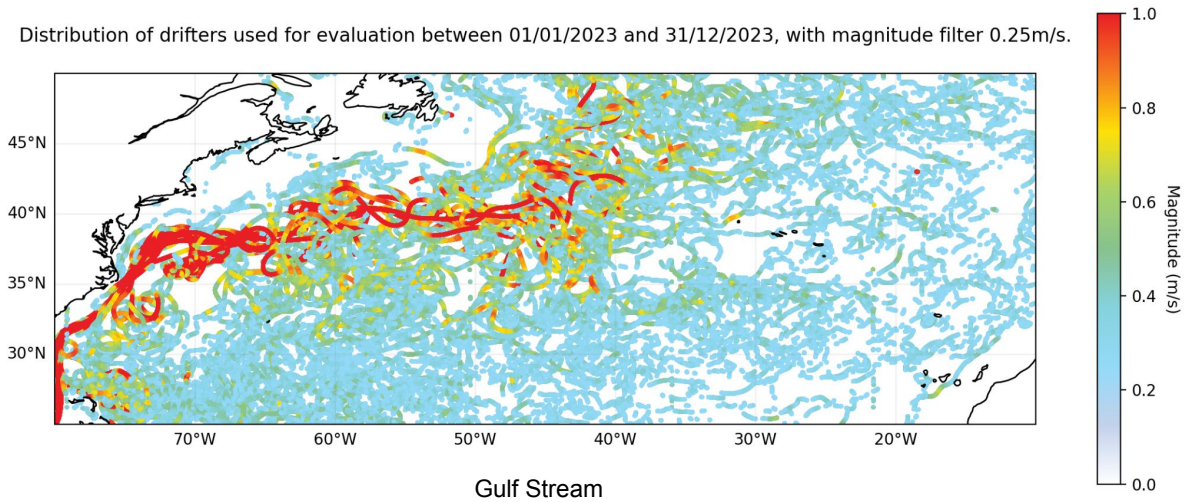 Distribution of drifters used for evaluation between 01/01/2023 and 31/12/2023, with magnitude filter 0.25m/s.
1.0
0.8
0.6
0.4
0.2
0.0
Magnitude (m/s)
45°N
40°N
35°N
30°N
70°W
60°W
50°W
40°W
30°W
20°W
Gulf Stream